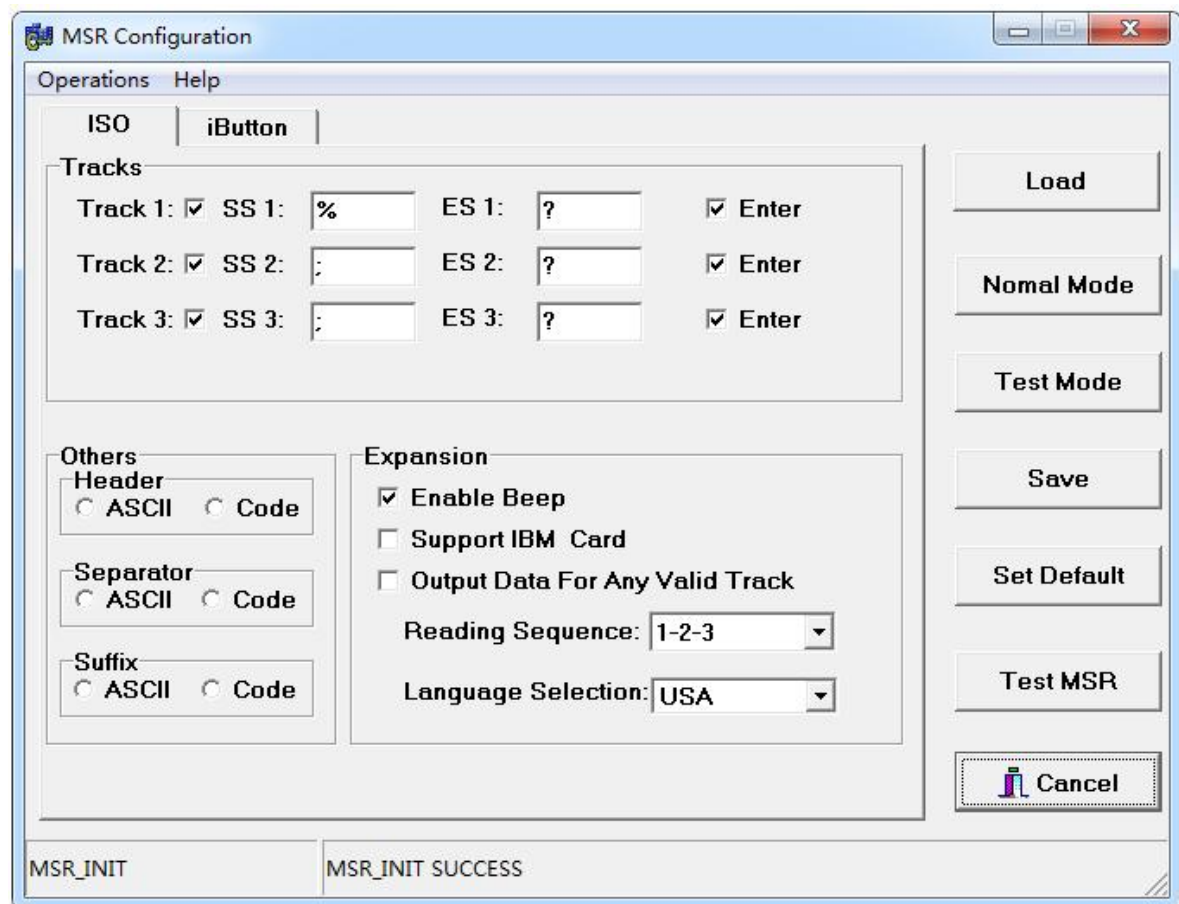 MSR Configuration
Operations Help
ISO iButton
Tracks
Track 1: SS 1: % ES 1: ? Enter
Track 2: SS 2: ; ES 2: ? Enter
Track 3: SS 3: ; ES 3: ? Enter
Load
Nomal Mode
Test Mode
Save
Set Default
Test MSR
Cancel
Others
Header
ASCII Code
Separator
ASCII Code
Suffix
ASCII Code
Expansion
Enable Beep
Support IBM Card
Output Data For Any Valid Track
Reading Sequence: 1-2-3
Language Selection: USA
MSR_INIT MSR_INIT SUCCESS